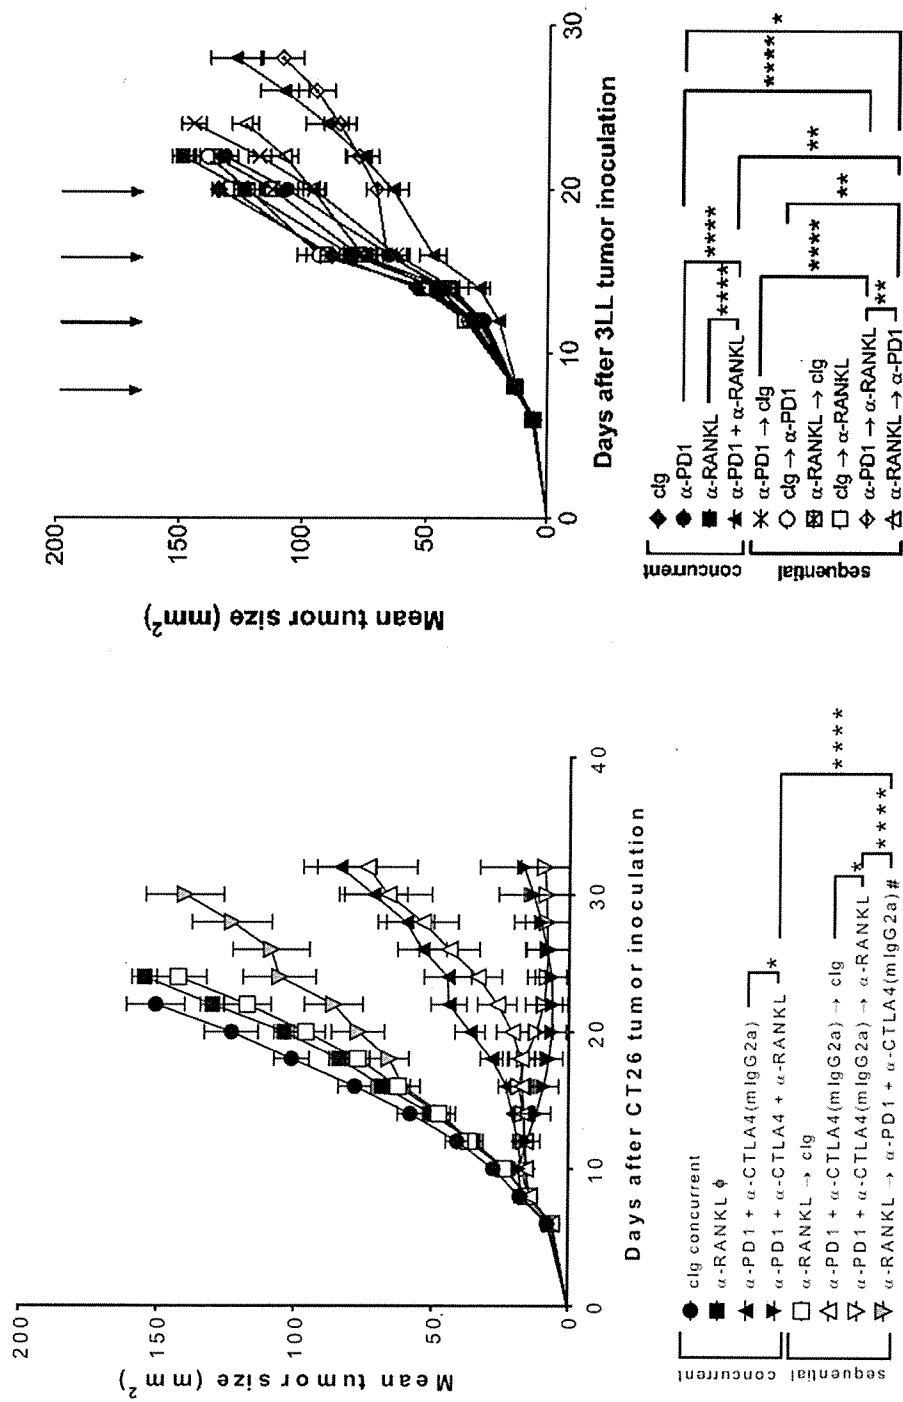 Mean tumor size (mm2)
200
150
100
50
0
0
10
20
30
40
Days after CT26 tumor inoculation
concurrent
cIg concurrent
α-RANKL ϕ
α-PD1 + α-CTLA4(mIgG2a)
α-PD1 + α-CTLA4 + α-RANKL
*
sequential
α-RANKL → cIg
α-PD1 + α-CTLA4(mIgG2a) → cIg
α-PD1 + α-CTLA4(mIgG2a) → α-RANKL
α-RANKL → α-PD1 + α-CTLA4(mIgG2a)#
*
****
****
Mean tumor size (mm2)
200
150
100
50
0
0
10
20
30
Days after 3LL tumor inoculation
concurrent
cIg
α-PD1
α-RANKL
α-PD1 + α-RANKL
sequential
α-PD1 → cIg
cIg → α-PD1
α-RANKL → cIg
cIg → α-RANKL
α-PD1 → α-RANKL
α-RANKL → α-PD1
****
****
****
**
**
**
****
*